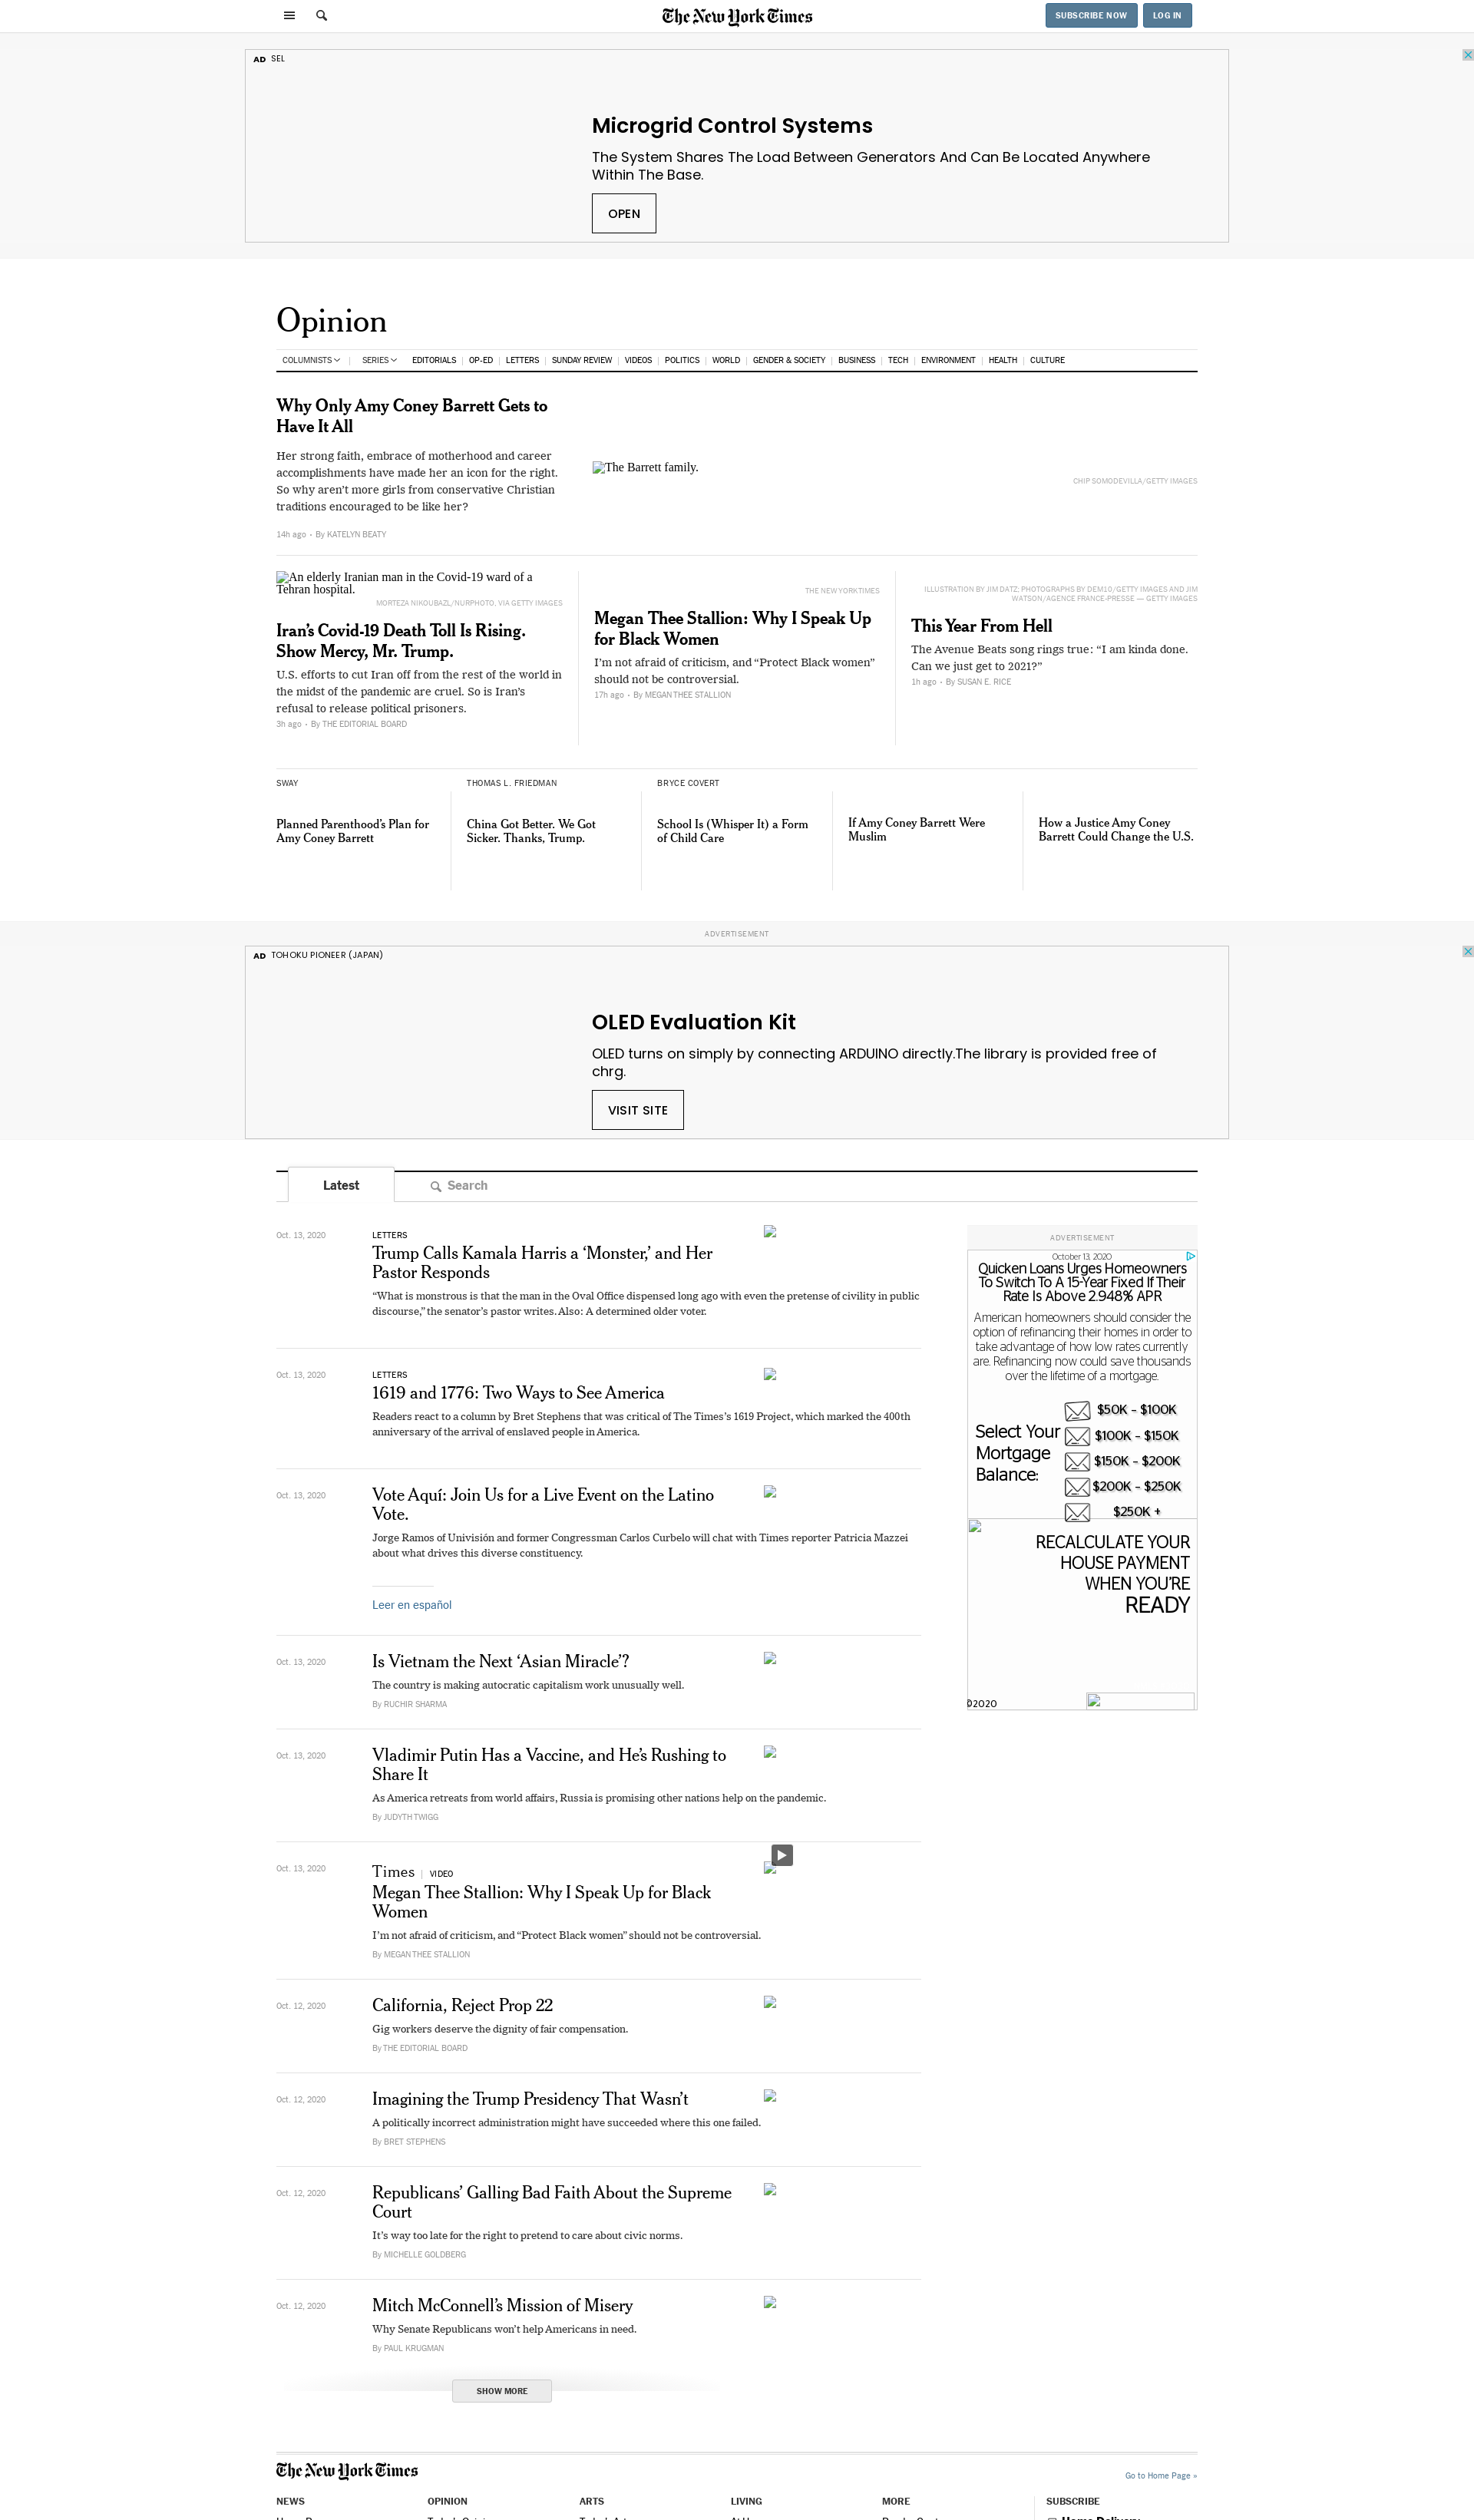 The New York Times
SUBSCRIBE NOW
LOG IN
AD SEL
Microgrid Control Systems
The System Shares The Load Between Generators And Can Be Located Anywhere
Within The Base.
OPEN
Opinion
COLUMNISTS SERIES EDITORIALS OP-ED LETTERS SUNDAY REVIEW VIDEOS POLITICS WORLD GENDER & SOCIETY BUSINESS TECH ENVIRONMENT HEALTH CULTURE
Why Only Amy Coney Barrett Gets to
Have It All
Her strong faith, embrace of motherhood and career
accomplishments have made her an icon for the right.
So why aren’t more girls from conservative Christian
traditions encouraged to be like her?
14h ago • By KATELYN BEATY
The Barrett family.
CHIP SOMODEVILLA/GETTY IMAGES
An elderly Iranian man in the Covid-19 ward of a
Tehran hospital.
MORTEZA NIKOUBAZL/NURPHOTO, VIA GETTY IMAGES
Iran’s Covid-19 Death Toll Is Rising.
Show Mercy, Mr. Trump.
U.S. efforts to cut Iran off from the rest of the world in
the midst of the pandemic are cruel. So is Iran’s
refusal to release political prisoners.
3h ago • By THE EDITORIAL BOARD
THE NEW YORK TIMES
Megan Thee Stallion: Why I Speak Up
for Black Women
I’m not afraid of criticism, and “Protect Black women”
should not be controversial.
17h ago • By MEGAN THEE STALLION
ILLUSTRATION BY JIM DATZ; PHOTOGRAPHS BY DEM10/GETTY IMAGES AND JIM
WATSON/AGENCE FRANCE-PRESSE — GETTY IMAGES
This Year From Hell
The Avenue Beats song rings true: “I am kinda done.
Can we just get to 2021?”
1h ago • By SUSAN E. RICE
SWAY
Planned Parenthood’s Plan for
Amy Coney Barrett
THOMAS L. FRIEDMAN
China Got Better. We Got
Sicker. Thanks, Trump.
BRYCE COVERT
School Is (Whisper It) a Form
of Child Care
If Amy Coney Barrett Were
Muslim
How a Justice Amy Coney
Barrett Could Change the U.S.
ADVERTISEMENT
AD TOHOKU PIONEER (JAPAN)
OLED Evaluation Kit
OLED turns on simply by connecting ARDUINO directly.The library is provided free of
chrg.
VISIT SITE
Latest
Search
Oct. 13, 2020
LETTERS
Trump Calls Kamala Harris a ‘Monster,’ and Her
Pastor Responds
“What is monstrous is that the man in the Oval Office dispensed long ago with even the pretense of civility in public
discourse,” the senator’s pastor writes. Also: A determined older voter.
Oct. 13, 2020
LETTERS
1619 and 1776: Two Ways to See America
Readers react to a column by Bret Stephens that was critical of The Times’s 1619 Project, which marked the 400th
anniversary of the arrival of enslaved people in America.
Oct. 13, 2020
Vote Aquí: Join Us for a Live Event on the Latino
Vote.
Jorge Ramos of Univisión and former Congressman Carlos Curbelo will chat with Times reporter Patricia Mazzei
about what drives this diverse constituency.
Leer en español
Oct. 13, 2020
Is Vietnam the Next ‘Asian Miracle’?
The country is making autocratic capitalism work unusually well.
By RUCHIR SHARMA
Oct. 13, 2020
Vladimir Putin Has a Vaccine, and He’s Rushing to
Share It
As America retreats from world affairs, Russia is promising other nations help on the pandemic.
By JUDYTH TWIGG
Oct. 13, 2020
Times | VIDEO
Megan Thee Stallion: Why I Speak Up for Black
Women
I’m not afraid of criticism, and “Protect Black women” should not be controversial.
By MEGAN THEE STALLION
Oct. 12, 2020
California, Reject Prop 22
Gig workers deserve the dignity of fair compensation.
By THE EDITORIAL BOARD
Oct. 12, 2020
Imagining the Trump Presidency That Wasn’t
A politically incorrect administration might have succeeded where this one failed.
By BRET STEPHENS
Oct. 12, 2020
Republicans’ Galling Bad Faith About the Supreme
Court
It’s way too late for the right to pretend to care about civic norms.
By MICHELLE GOLDBERG
Oct. 12, 2020
Mitch McConnell’s Mission of Misery
Why Senate Republicans won’t help Americans in need.
By PAUL KRUGMAN
SHOW MORE
ADVERTISEMENT
October 13, 2020
Quicken Loans Urges Homeowners
To Switch To A 15-Year Fixed If Their
Rate Is Above 2.948% APR
American homeowners should consider the
option of refinancing their homes in order to
take advantage of how low rates currently
are. Refinancing now could save thousands
over the lifetime of a mortgage.
Select Your
Mortgage
Balance:
$50K - $100K
$100K - $150K
$150K - $200K
$200K - $250K
$250K +
RECALCULATE YOUR
HOUSE PAYMENT
WHEN YOU’RE
READY
©2020
The New York Times
Go to Home Page »
NEWS OPINION ARTS LIVING MORE SUBSCRIBE